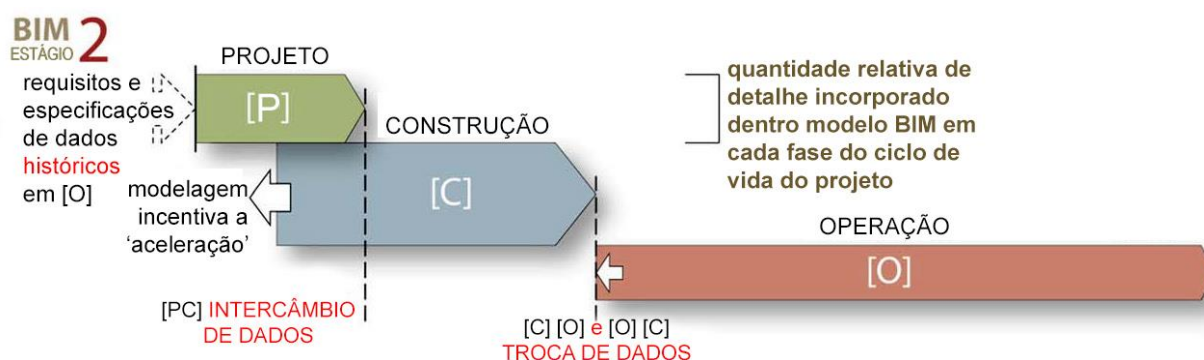 BIM
ESTÁGIO 2
requisitos e
especificações
de dados
históricos
em [O]
PROJETO
[P]
CONSTRUÇÃO
[C]
modelagem
incentiva a
‘aceleração’
quantidade relativa de
detalhe incorporado
dentro modelo BIM em
cada fase do ciclo de
vida do projeto
OPERAÇÃO
[O]
[PC] INTERCÂMBIO
DE DADOS
[C] [O] e [O] [C]
TROCA DE DADOS